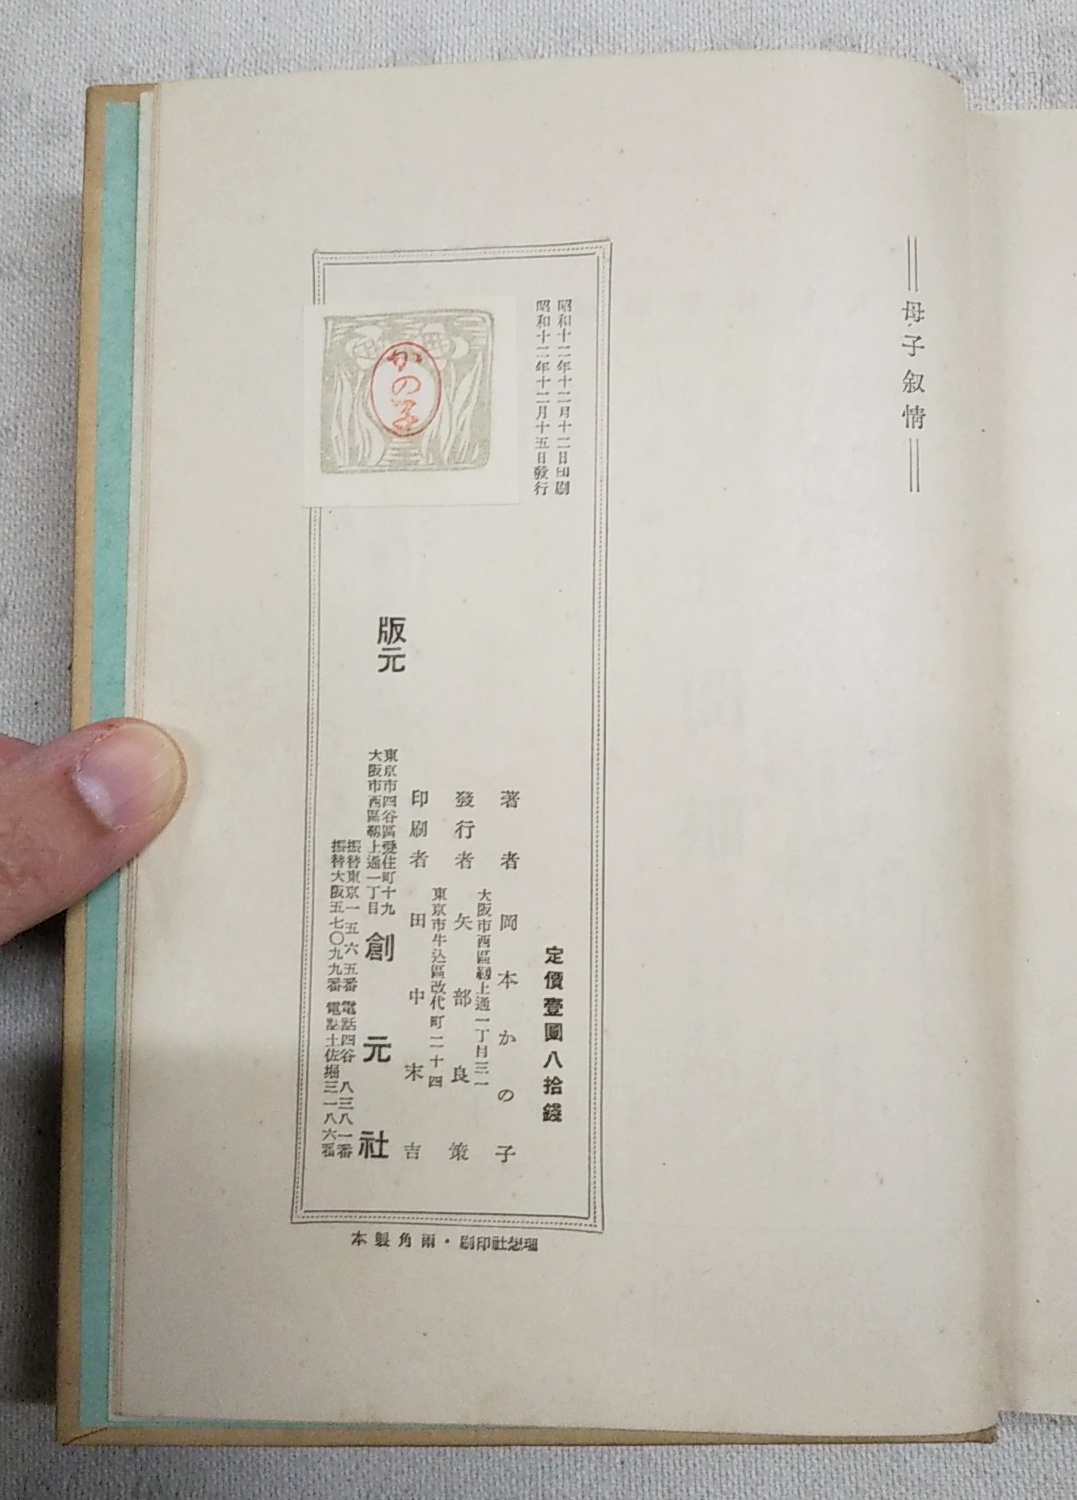 母子叙情
昭和十二年十二月十二日印刷
昭和十二年十二月十五日發行
かの子
定價壹圓八拾錢
著者 岡本かの子
大阪市西區靱上通一丁目三一
發行者 矢部良策
東京市牛込區改代町二十四
印刷者 田中末吉
版元
東京市四谷區愛住町十九
大阪市西區靱上通一丁目
創元社
振替東京一五六五番 電話四谷八三八一番
振替大阪五七〇九九番 電話土佐堀三一八六番
理想社印刷・雨角製本